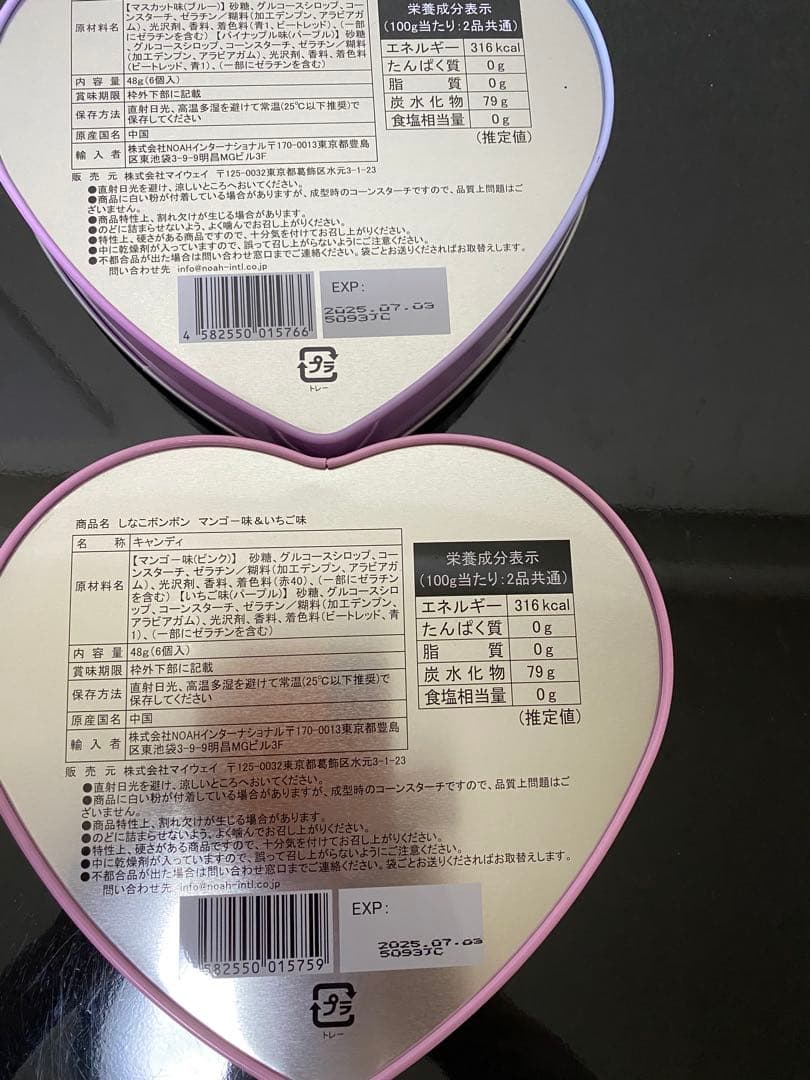 原材料名
【マスカット味(ブルー)】 砂糖、グルコースシロップ、コー
ンスターチ、ゼラチン／糊料(加工デンプン、アラビアガ
ム)、光沢剤、香料、着色料(青1、ビートレッド)、(一部
にゼラチンを含む) 【パイナップル味(パープル)】 砂糖
、グルコースシロップ、コーンスターチ、ゼラチン／糊料
(加工デンプン、アラビアガム)、光沢剤、香料、着色料
(ビートレッド、青1)、(一部にゼラチンを含む)
内容量 48g(6個入)
賞味期限 枠外下部に記載
保存方法 直射日光、高温多湿を避けて常温(25℃以下推奨)で
保存してください
原産国名 中国
輸入者 株式会社NOAHインターナショナル〒170-0013東京都豊島
区東池袋3-9-9明昌MGビル3F
販売元 株式会社マイウェイ 〒125-0032東京都葛飾区水元3-1-23
●直射日光を避け、涼しいところへおいてください。
●商品に白い粉が付着している場合がありますが、成型時のコーンスターチですので、品質上問題はご
ざいません。
●商品特性上、割れ欠けが生じる場合があります。
●のどに詰まらせないよう、よく噛んでお召し上がりください。
●特性上、硬さがある商品ですので、十分気を付けてお召し上がりください。
●中に乾燥剤が入っていますので、誤って召し上がらないようにご注意ください。
●不都合品が出た場合は問い合わせ窓口までご連絡ください。袋ごとお送りくださればお取替えします。
問い合わせ先 info@noah-intl.co.jp
栄養成分表示
(100g当たり:2品共通)
エネルギー 316kcal
たんぱく質 0g
脂質 0g
炭水化物 79g
食塩相当量 0g
(推定値)
4 582550 015766
EXP:
2025.07.03
5093JC
プラ
トレー
商品名 しなこボンボン マンゴー味＆いちご味
名称 キャンディ
原材料名
【マンゴー味(ピンク)】 砂糖、グルコースシロップ、コー
ンスターチ、ゼラチン／糊料(加工デンプン、アラビアガ
ム)、光沢剤、香料、着色料(赤40)、(一部にゼラチン
を含む) 【いちご味(パープル)】 砂糖、グルコースシロ
ップ、コーンスターチ、ゼラチン／糊料(加工デンプン、
アラビアガム)、光沢剤、香料、着色料(ビートレッド、青
1)、(一部にゼラチンを含む)
内容量 48g(6個入)
賞味期限 枠外下部に記載
保存方法 直射日光、高温多湿を避けて常温(25℃以下推奨)で
保存してください
原産国名 中国
輸入者 株式会社NOAHインターナショナル〒170-0013東京都豊島
区東池袋3-9-9明昌MGビル3F
販売元 株式会社マイウェイ 〒125-0032東京都葛飾区水元3-1-23
●直射日光を避け、涼しいところへおいてください。
●商品に白い粉が付着している場合がありますが、成型時のコーンスターチですので、品質上問題はご
ざいません。
●商品特性上、割れ欠けが生じる場合があります。
●のどに詰まらせないよう、よく噛んでお召し上がりください。
●特性上、硬さがある商品ですので、十分気を付けてお召し上がりください。
●中に乾燥剤が入っていますので、誤って召し上がらないようにご注意ください。
●不都合品が出た場合は問い合わせ窓口までご連絡ください。袋ごとお送りくださればお取替えします。
問い合わせ先 info@noah-intl.co.jp
栄養成分表示
(100g当たり:2品共通)
エネルギー 316kcal
たんぱく質 0g
脂質 0g
炭水化物 79g
食塩相当量 0g
(推定値)
582550 015759
EXP:
2025.07.03
5093JC
プラ
トレー